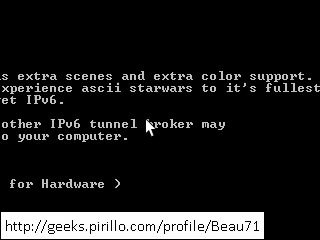 s extra scenes and extra color support.
xperience ascii starwars to it's fullest
et IPv6.
other IPv6 tunnel broker may
o your computer.
for Hardware >
http://geeks.pirillo.com/profile/Beau71